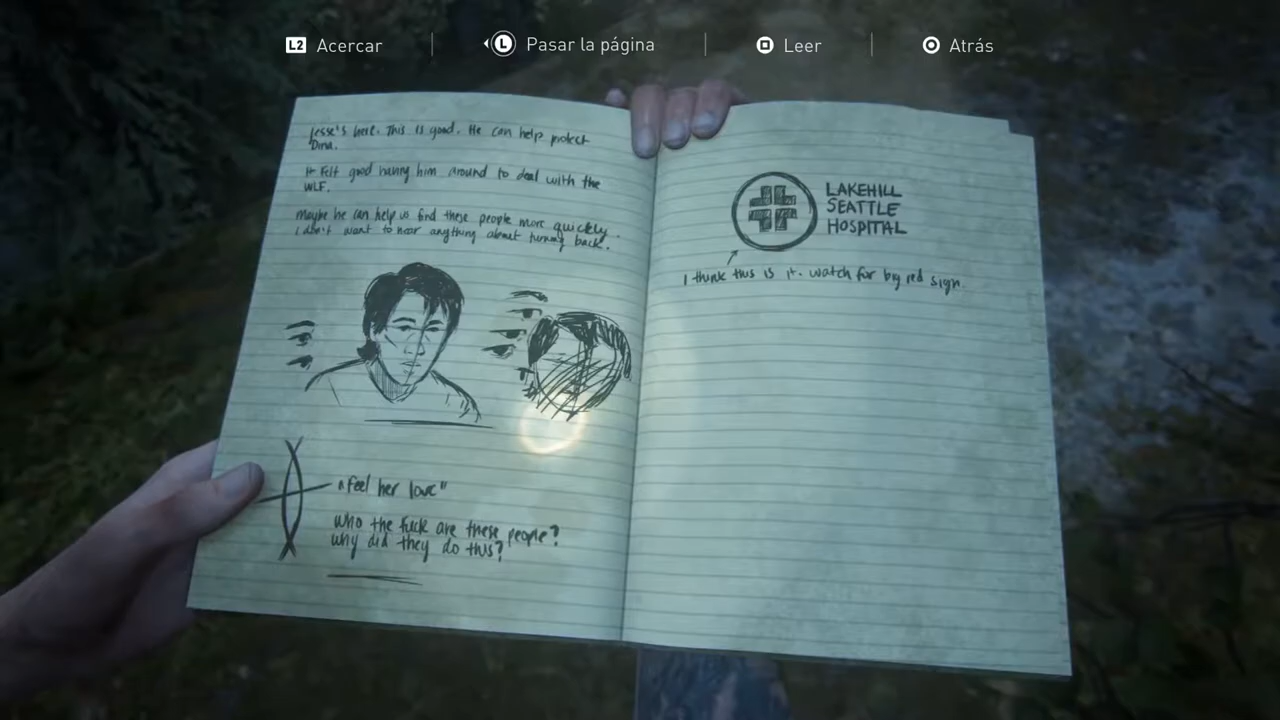 L2 Acercar
L Pasar la página
Leer
Atrás
Jesse's here. This is good. He can help protect
Dina.
It felt good having him around to deal with the
WLF.
Maybe he can help us find these people more quickly.
I don't want to hear anything about turning back.
"feel her love"
who the fuck are these people?
why did they do this?
LAKEHILL
SEATTLE
HOSPITAL
I think this is it. watch for big red sign.